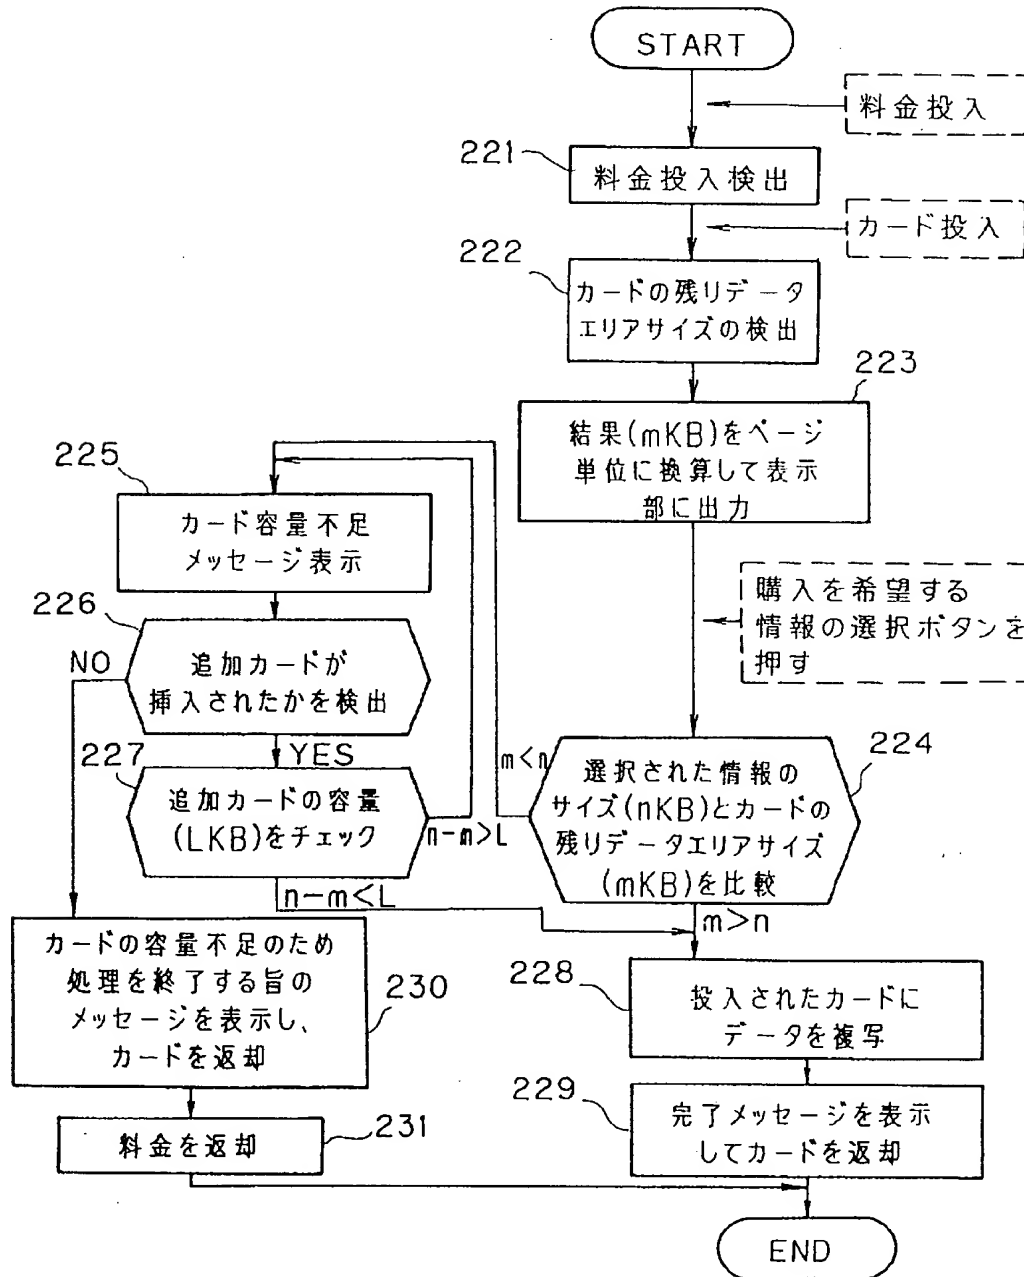 START
料金投入
221
料金投入検出
カード投入
222
カードの残りデータ
エリアサイズの検出
223
結果(mKB)をページ
単位に換算して表示
部に出力
225
カード容量不足
メッセージ表示
購入を希望する
情報の選択ボタンを
押す
226
NO
追加カードが
挿入されたかを検出
YES
224
m<n
選択された情報の
サイズ(nKB)とカードの
残りデータエリアサイズ
(mKB)を比較
227
追加カードの容量
(LKB)をチェック
n-m>L
n-m<L
m>n
カードの容量不足のため
処理を終了する旨の
メッセージを表示し、
カードを返却
230
228
投入されたカードに
データを複写
229
完了メッセージを表示
してカードを返却
231
料金を返却
END